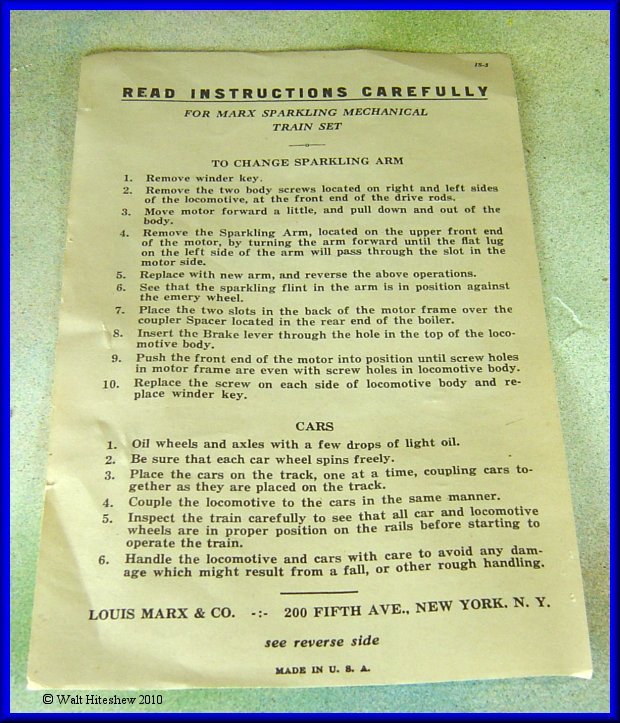 IS-3
READ INSTRUCTIONS CAREFULLY
FOR MARX SPARKLING MECHANICAL
TRAIN SET
TO CHANGE SPARKLING ARM
1. Remove winder key.
2. Remove the two body screws located on right and left sides
of the locomotive, at the front end of the drive rods.
3. Move motor forward a little, and pull down and out of the
body.
4. Remove the Sparkling Arm, located on the upper front end
of the motor, by turning the arm forward until the flat lug
on the left side of the arm will pass through the slot in the
motor side.
5. Replace with new arm, and reverse the above operations.
6. See that the sparkling flint in the arm is in position against
the emery wheel.
7. Place the two slots in the back of the motor frame over the
coupler Spacer located in the rear end of the boiler.
8. Insert the Brake lever through the hole in the top of the loco-
motive body.
9. Push the front end of the motor into position until screw holes
in motor frame are even with screw holes in locomotive body.
10. Replace the screw on each side of locomotive body and re-
place winder key.
CARS
1. Oil wheels and axles with a few drops of light oil.
2. Be sure that each car wheel spins freely.
3. Place the cars on the track, one at a time, coupling cars to-
gether as they are placed on the track.
4. Couple the locomotive to the cars in the same manner.
5. Inspect the train carefully to see that all car and locomotive
wheels are in proper position on the rails before starting to
operate the train.
6. Handle the locomotive and cars with care to avoid any dam-
age which might result from a fall, or other rough handling.
LOUIS MARX & CO. -:- 200 FIFTH AVE., NEW YORK, N. Y.
see reverse side
MADE IN U. S. A.
© Walt Hiteshew 2010